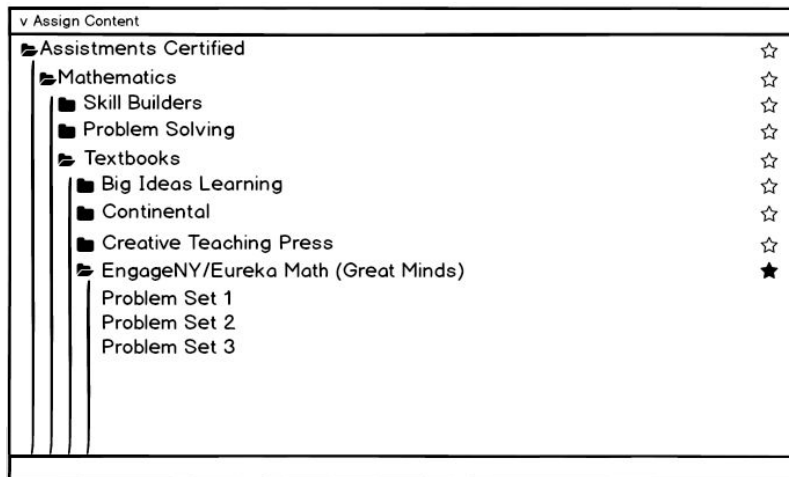 v Assign Content
Assistments Certified
Mathematics
Skill Builders
Problem Solving
Textbooks
Big Ideas Learning
Continental
Creative Teaching Press
EngageNY/Eureka Math (Great Minds)
Problem Set 1
Problem Set 2
Problem Set 3